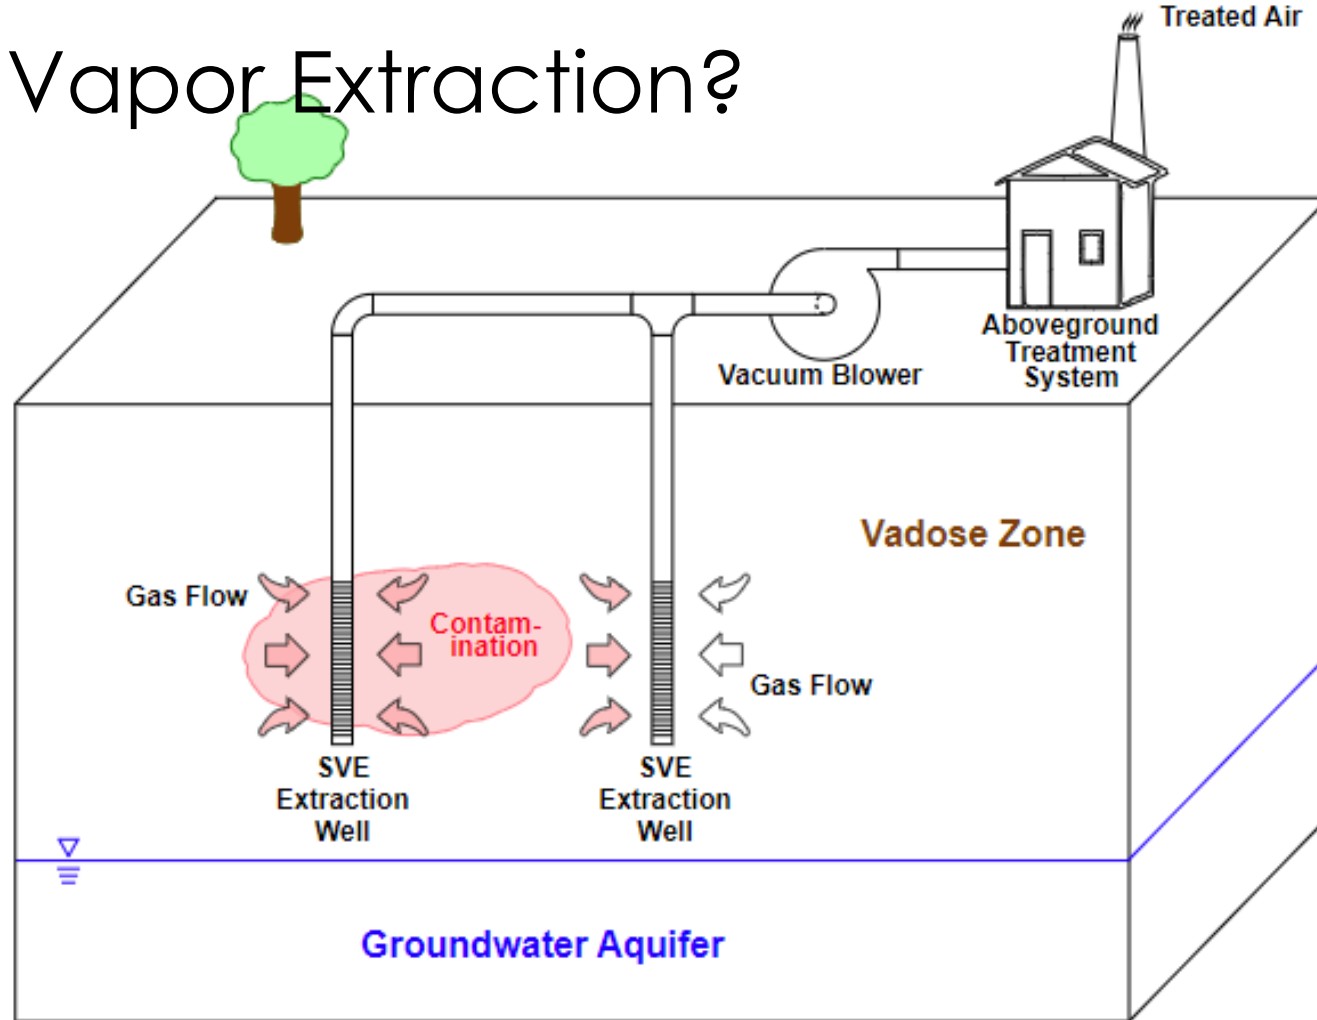 Treated Air
Vapor Extraction?
Aboveground
Treatment
System
Vacuum Blower
Vadose Zone
Gas Flow
Contam-
ination
Gas Flow
SVE
Extraction
Well
SVE
Extraction
Well
Groundwater Aquifer